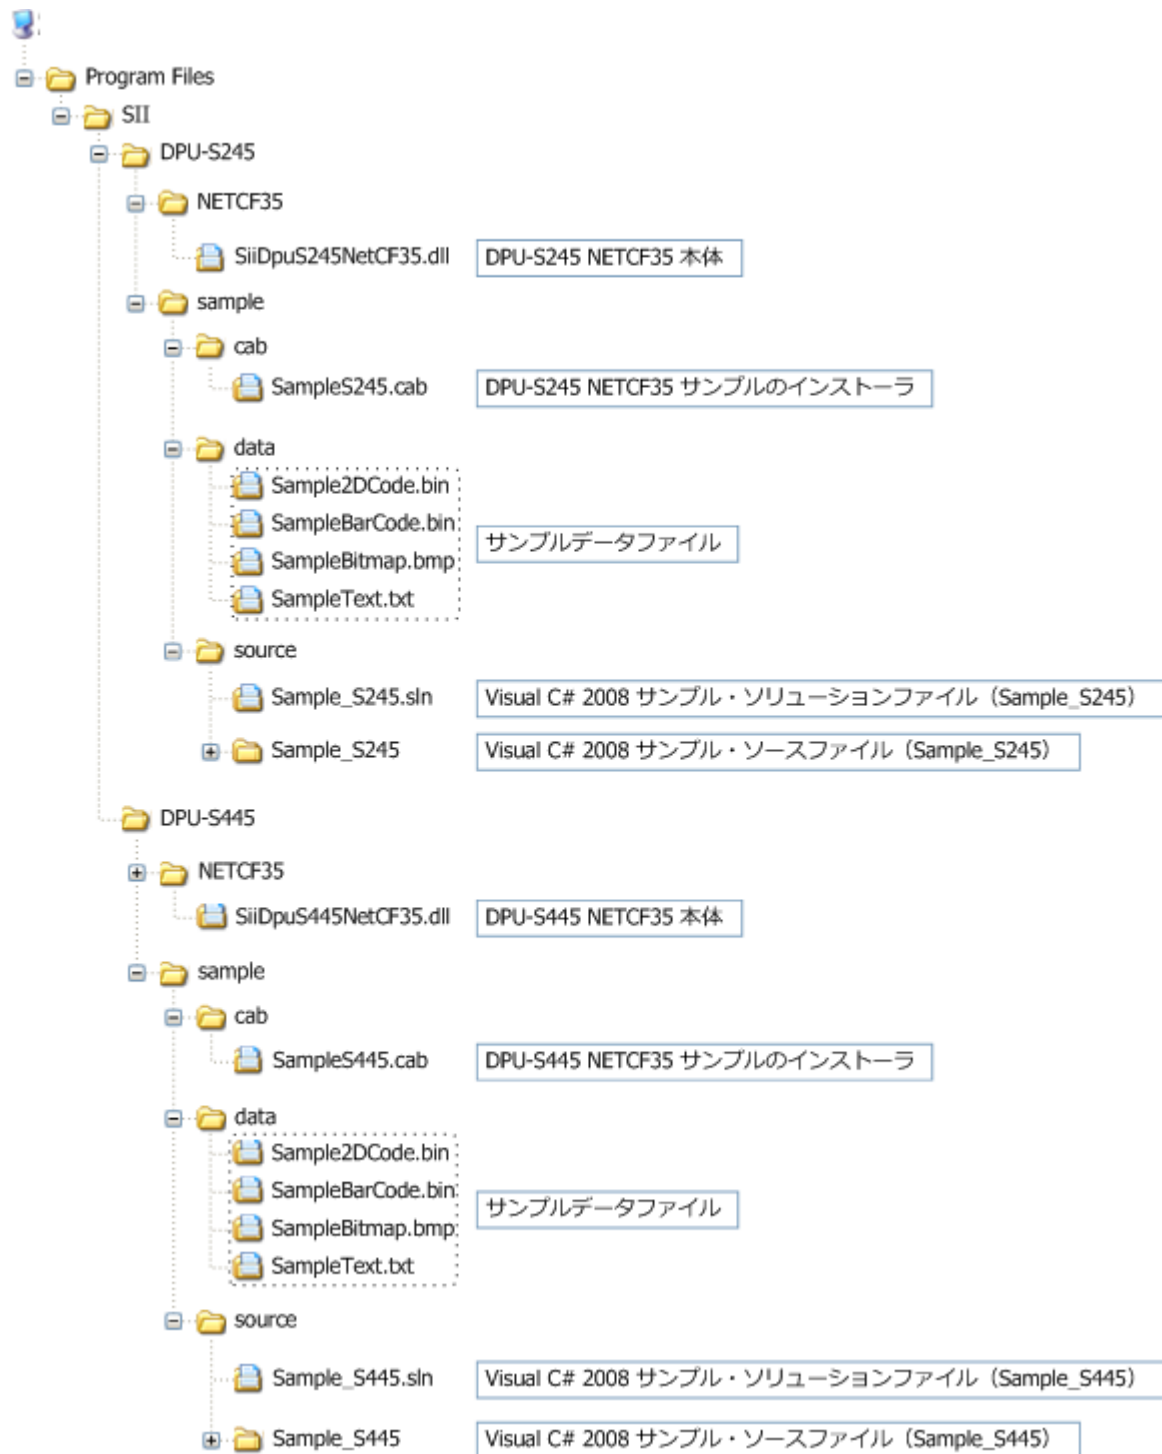 Program Files
SII
DPU-S245
NETCF35
SiiDpuS245NetCF35.dll DPU-S245 NETCF35 本体
sample
cab
SampleS245.cab DPU-S245 NETCF35 サンプルのインストーラ
data
Sample2DCode.bin
SampleBarCode.bin
サンプルデータファイル
SampleBitmap.bmp
SampleText.txt
source
Sample_S245.sln Visual C# 2008 サンプル・ソリューションファイル（Sample_S245）
Sample_S245 Visual C# 2008 サンプル・ソースファイル（Sample_S245）
DPU-S445
NETCF35
SiiDpuS445NetCF35.dll DPU-S445 NETCF35 本体
sample
cab
SampleS445.cab DPU-S445 NETCF35 サンプルのインストーラ
data
Sample2DCode.bin
SampleBarCode.bin
サンプルデータファイル
SampleBitmap.bmp
SampleText.txt
source
Sample_S445.sln Visual C# 2008 サンプル・ソリューションファイル（Sample_S445）
Sample_S445 Visual C# 2008 サンプル・ソースファイル（Sample_S445）